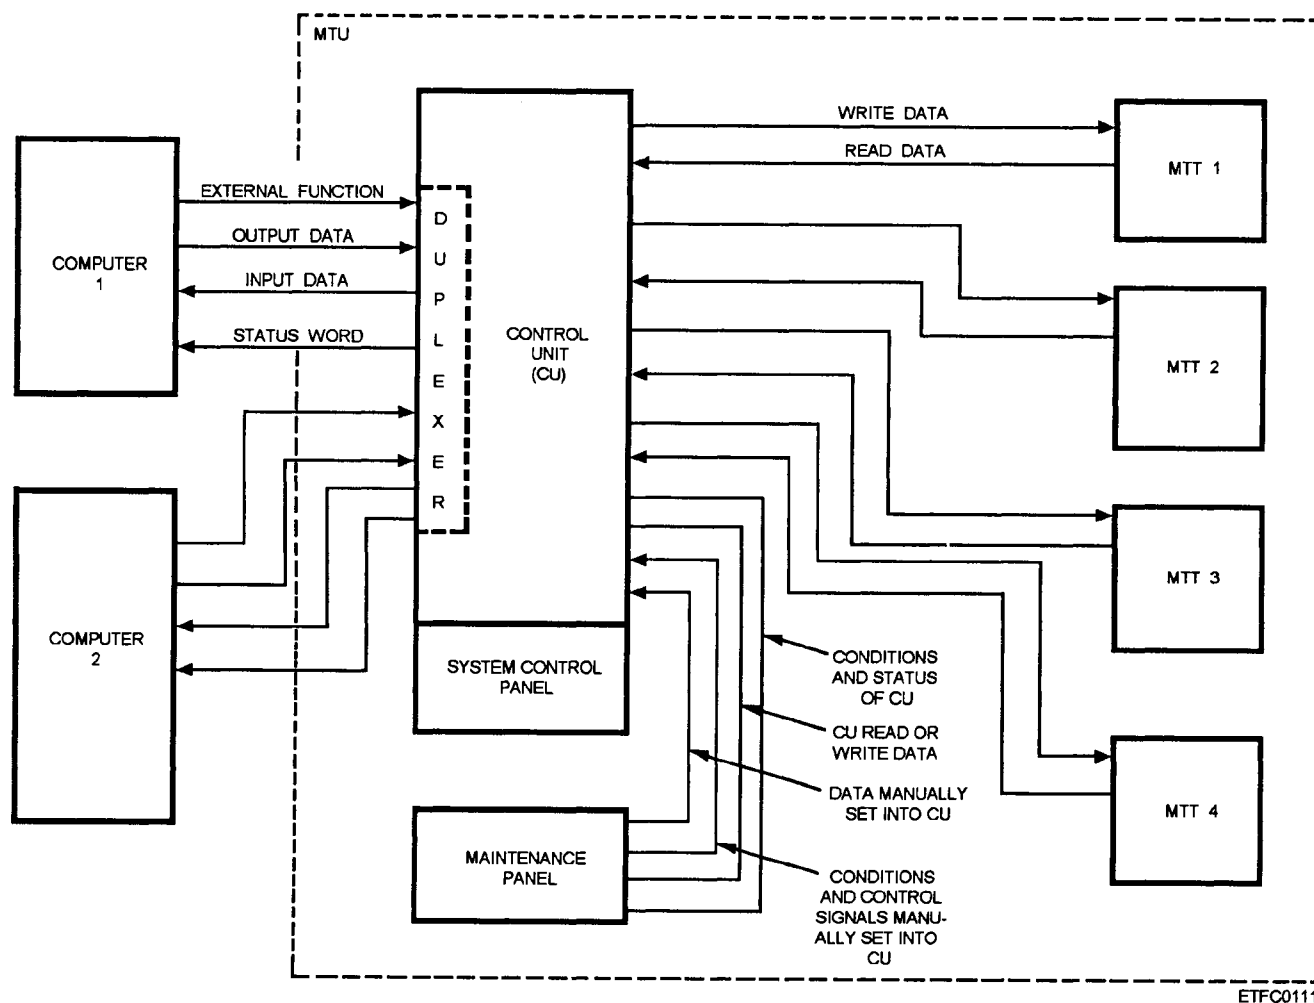 MTU
WRITE DATA
READ DATA
MTT 1
EXTERNAL FUNCTION
OUTPUT DATA
INPUT DATA
STATUS WORD
COMPUTER
1
DUPLEXER
CONTROL
UNIT
(CU)
MTT 2
MTT 3
COMPUTER
2
SYSTEM CONTROL
PANEL
CONDITIONS
AND STATUS
OF CU
CU READ OR
WRITE DATA
DATA MANUALLY
SET INTO CU
MTT 4
MAINTENANCE
PANEL
CONDITIONS
AND CONTROL
SIGNALS MANU-
ALLY SET INTO
CU
ETFC0111